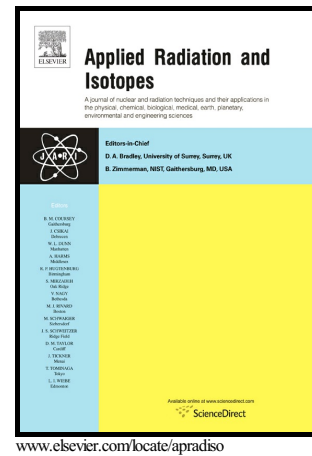 ELSEVIER
Applied Radiation and
Isotopes
A journal of nuclear and radiation techniques and their applications in
the physical, chemical, biological, medical, earth, planetary,
environmental and engineering sciences
JARI
Editors-in-Chief
D. A. Bradley, University of Surrey, Surrey, UK
B. Zimmerman, NIST, Gaithersburg, MD, USA
Editors
B. M. COURSEY
Gaithersburg
J. CSIKAI
Debrecen
W. L. DUNN
Manhattan
A. HARMS
Middlesex
R. P. HUGTENBURG
Birmingham
S. MIRZADEH
Oak Ridge
V. NAGY
Bethesda
M. J. RIVARD
Boston
M. SCHWAIGER
J. S. SCHWEITZER
Ridge Field
D. M. TAYLOR
Cardiff
J. TICKNER
Menai
T. TOMINAGA
Tokyo
L. I. WIEBE
Edmonton
Available online at www.sciencedirect.com
ScienceDirect
www.elsevier.com/locate/apradiso